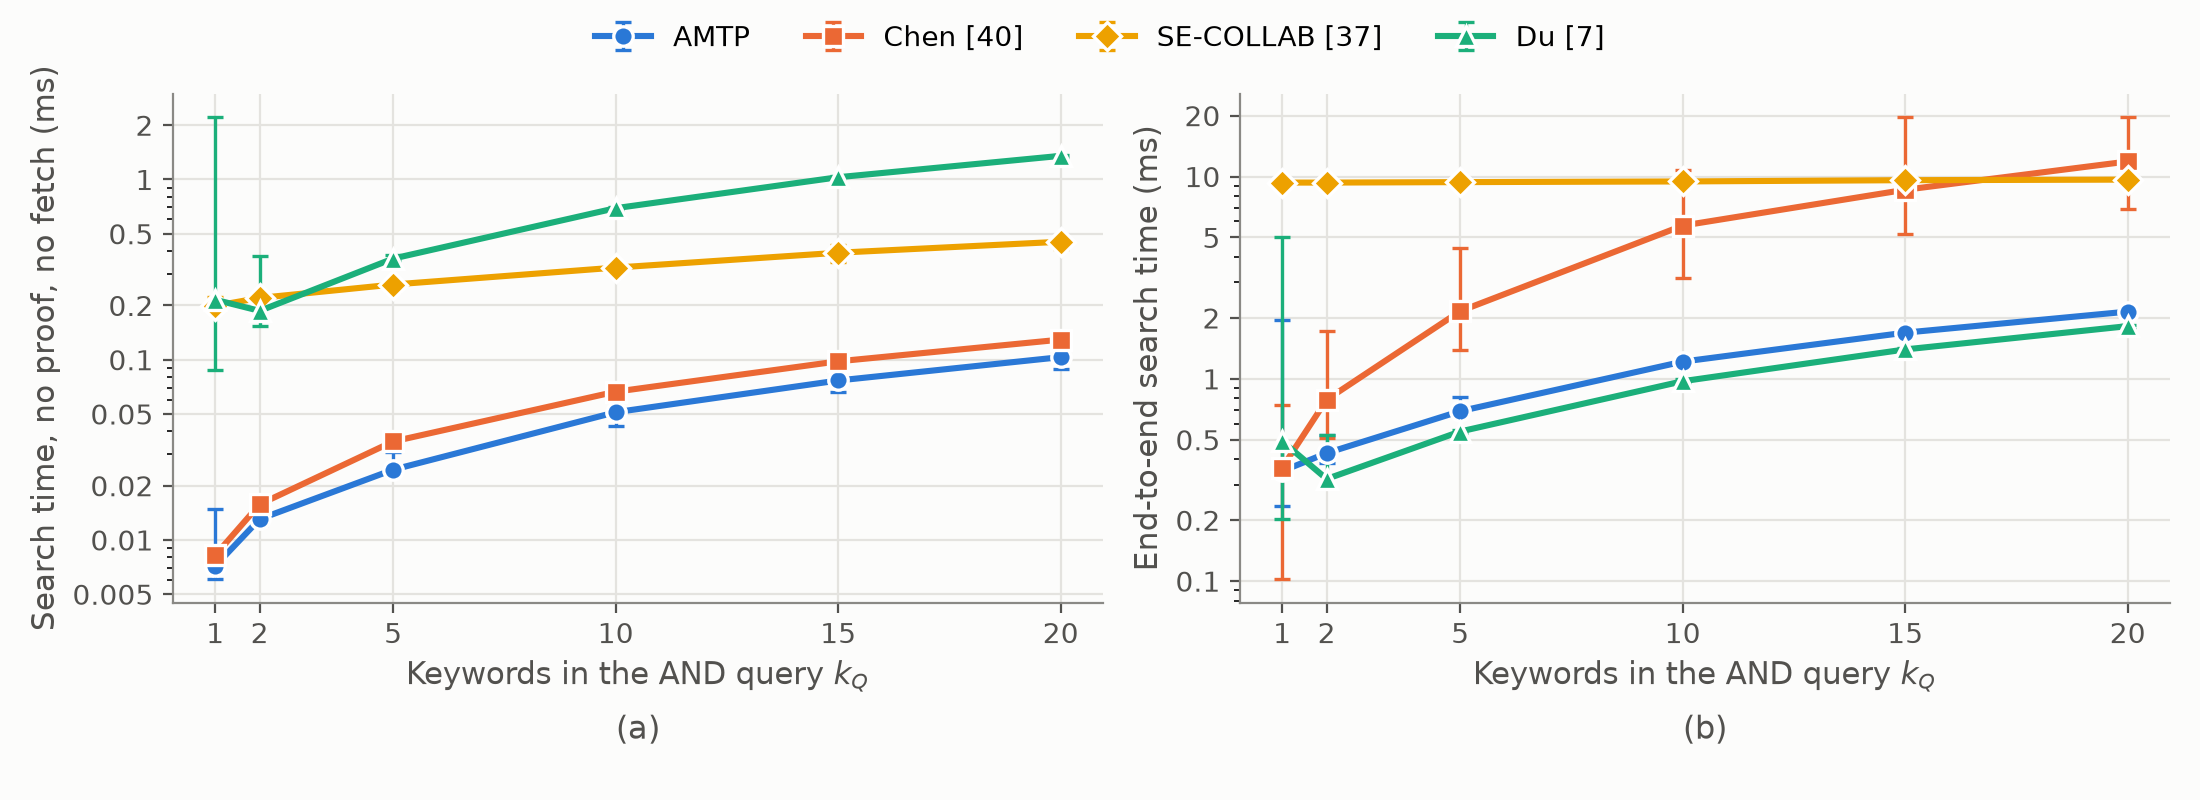 AMTP Chen [40] SE-COLLAB [37] Du [7]
Search time, no proof, no fetch (ms)
2
1
0.5
0.2
0.1
0.05
0.02
0.01
0.005
1 2 5 10 15 20
Keywords in the AND query kQ
(a)
End-to-end search time (ms)
20
10
5
2
1
0.5
0.2
0.1
1 2 5 10 15 20
Keywords in the AND query kQ
(b)